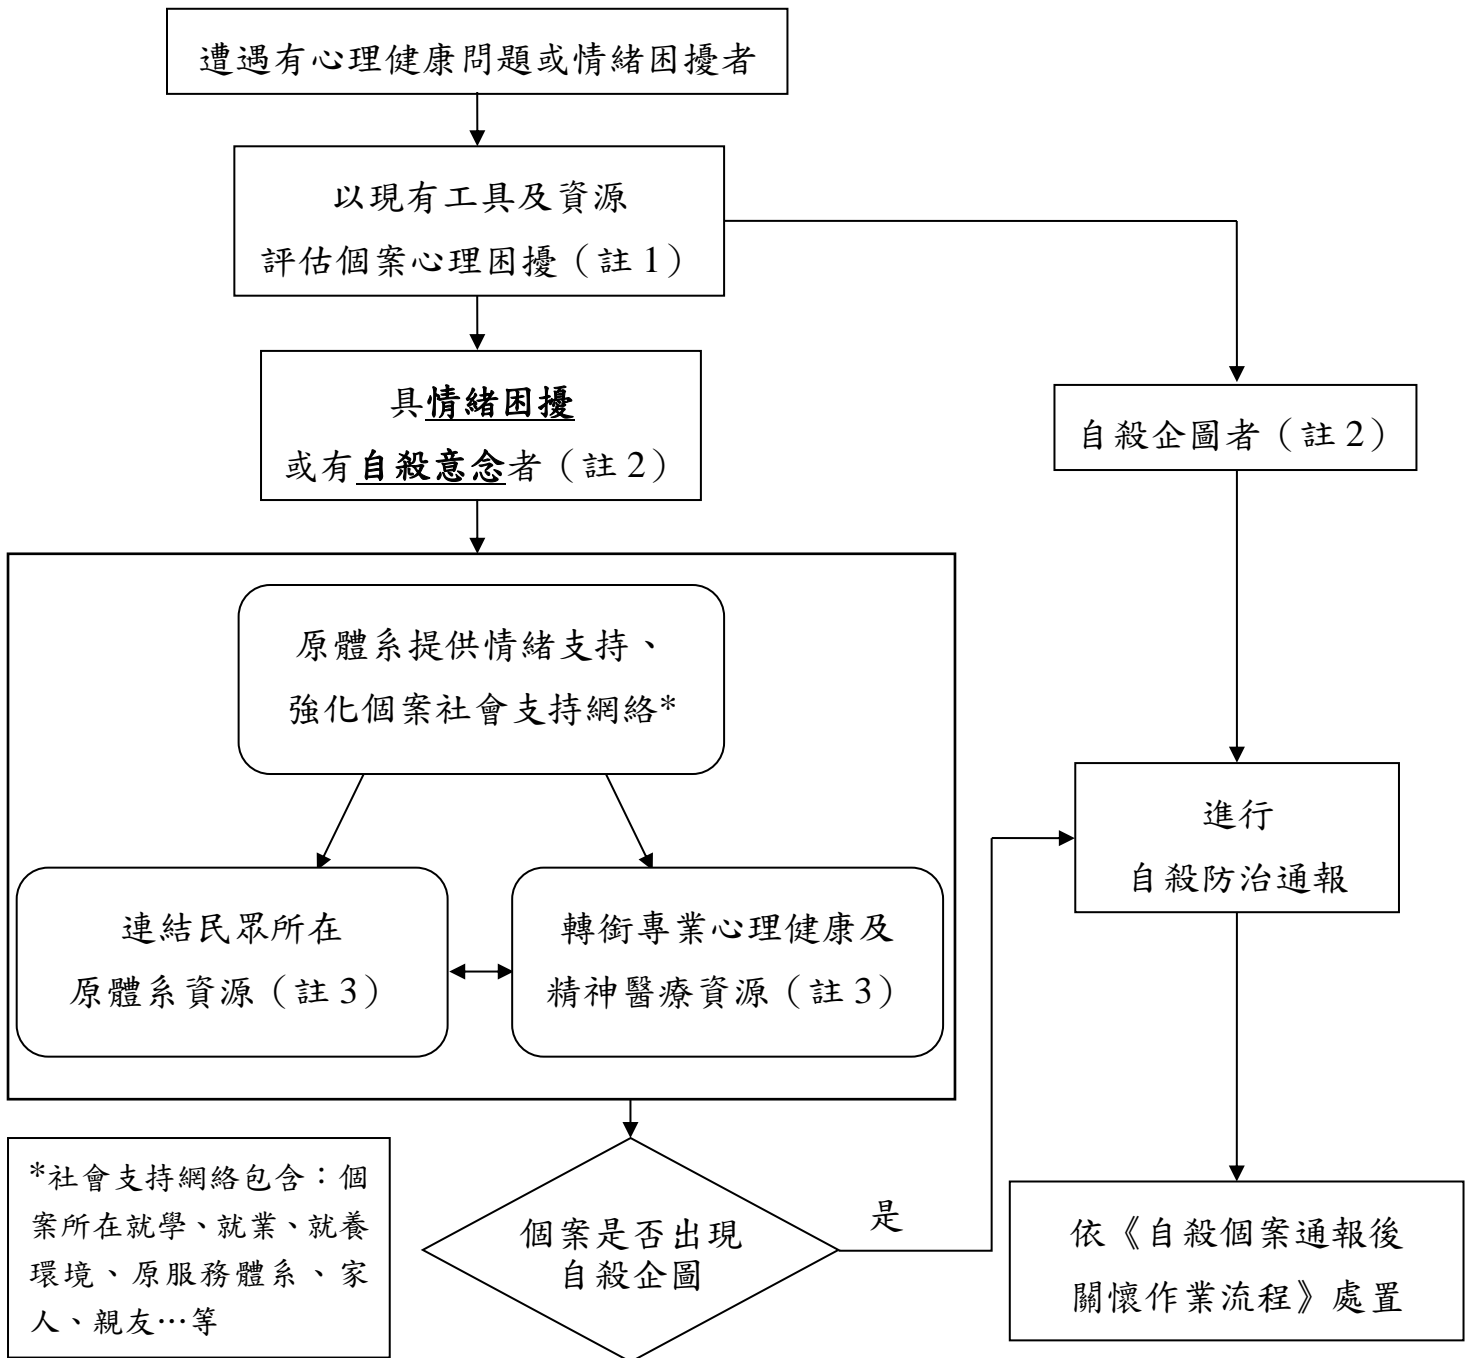 遭遇有心理健康問題或情緒困擾者
以現有工具及資源
評估個案心理困擾（註 1）
具情緒困擾
或有自殺意念者（註 2）
自殺企圖者（註 2）
原體系提供情緒支持、
強化個案社會支持網絡*
連結民眾所在
原體系資源（註 3）
轉銜專業心理健康及
精神醫療資源（註 3）
進行
自殺防治通報
*社會支持網絡包含：個
案所在就學、就業、就養
環境、原服務體系、家
人、親友…等
個案是否出現
自殺企圖
是
依《自殺個案通報後
關懷作業流程》處置